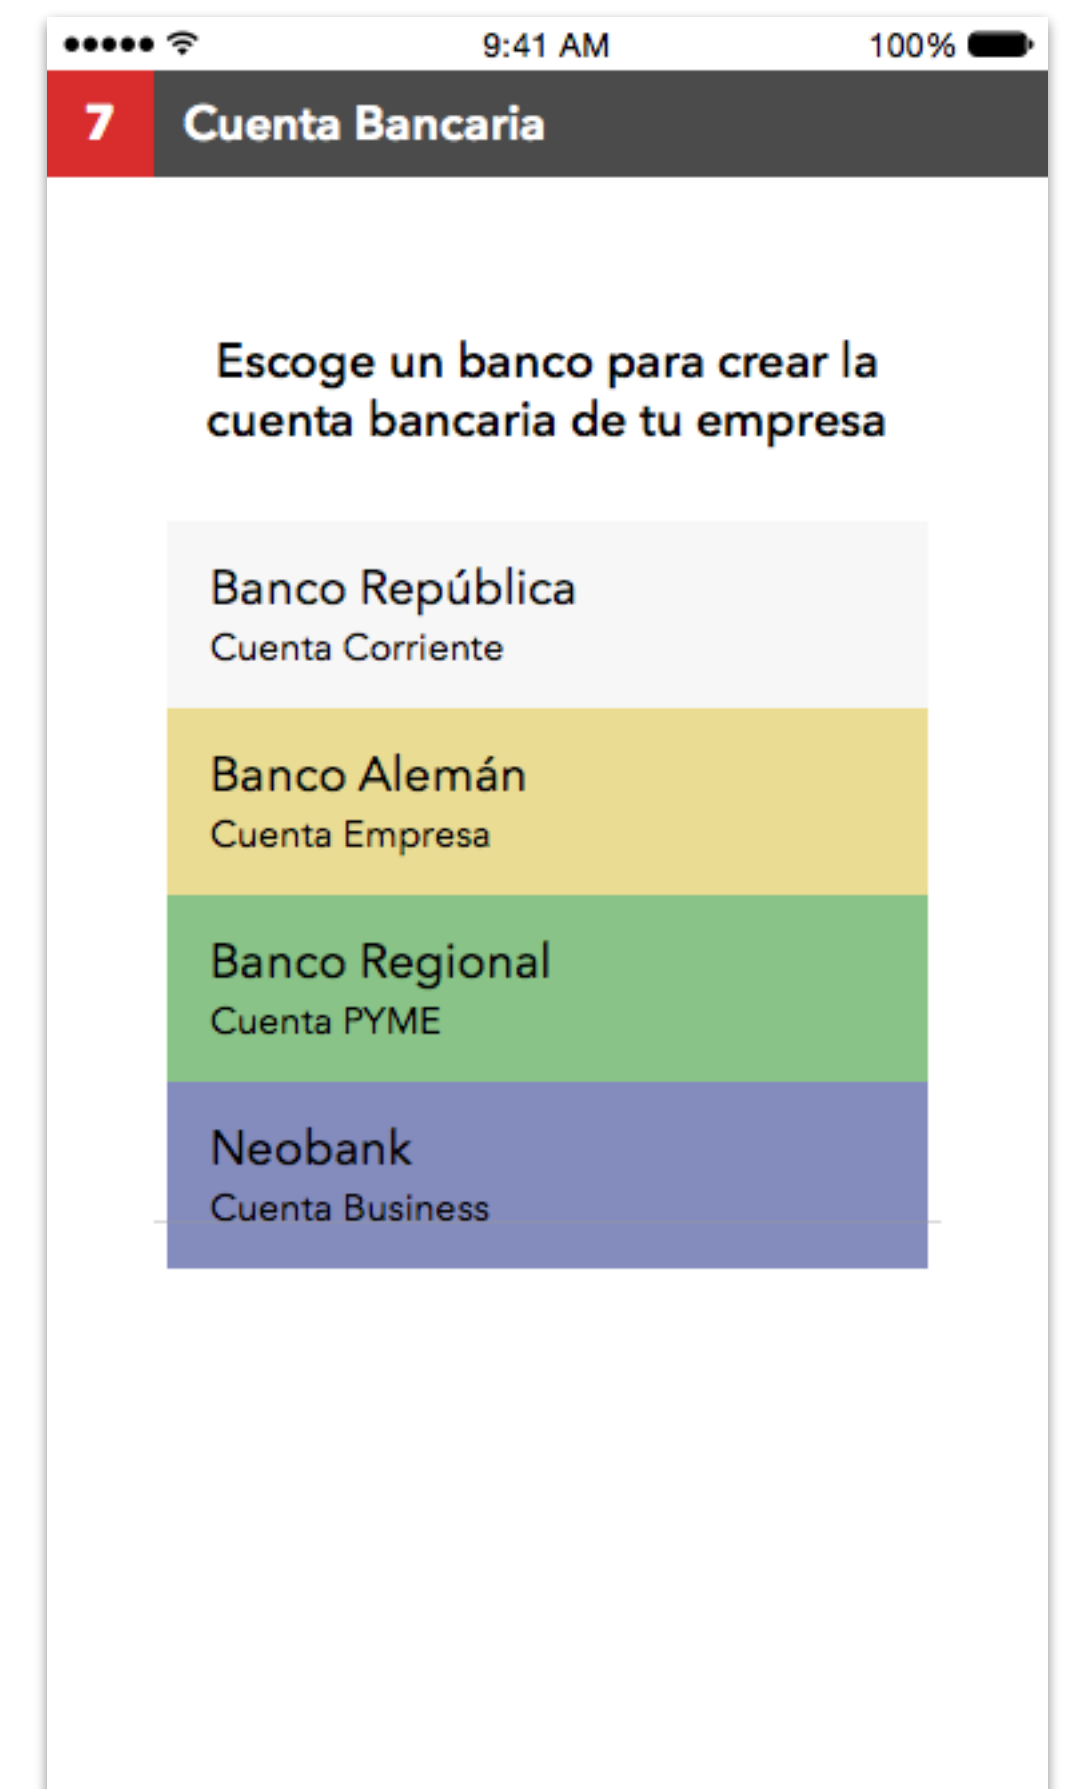 9:41 AM
100%
7 Cuenta Bancaria
Escoge un banco para crear la
cuenta bancaria de tu empresa
Banco República
Cuenta Corriente
Banco Alemán
Cuenta Empresa
Banco Regional
Cuenta PYME
Neobank
Cuenta Business